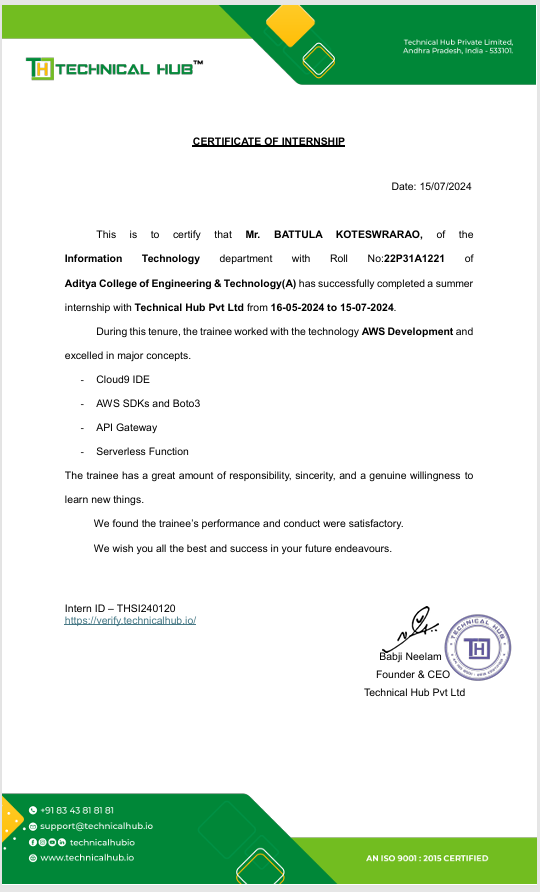 Technical Hub Private Limited,
Andhra Pradesh, India - 533101.
TH TECHNICAL HUB™
CERTIFICATE OF INTERNSHIP
Date: 15/07/2024
This is to certify that Mr. BATTULA KOTESWRARAO, of the
Information Technology department with Roll No:22P31A1221 of
Aditya College of Engineering & Technology(A) has successfully completed a summer
internship with Technical Hub Pvt Ltd from 16-05-2024 to 15-07-2024.
During this tenure, the trainee worked with the technology AWS Development and
excelled in major concepts.
- Cloud9 IDE
- AWS SDKs and Boto3
- API Gateway
- Serverless Function
The trainee has a great amount of responsibility, sincerity, and a genuine willingness to
learn new things.
We found the trainee's performance and conduct were satisfactory.
We wish you all the best and success in your future endeavours.
Intern ID – THSI240120
https://verify.technicalhub.io/
TECHNICAL HUB
TH
Babji Neelam
Founder & CEO
Technical Hub Pvt Ltd
+91 83 43 81 81 81
support@technicalhub.io
technicalhubio
www.technicalhub.io
AN ISO 9001 : 2015 CERTIFIED